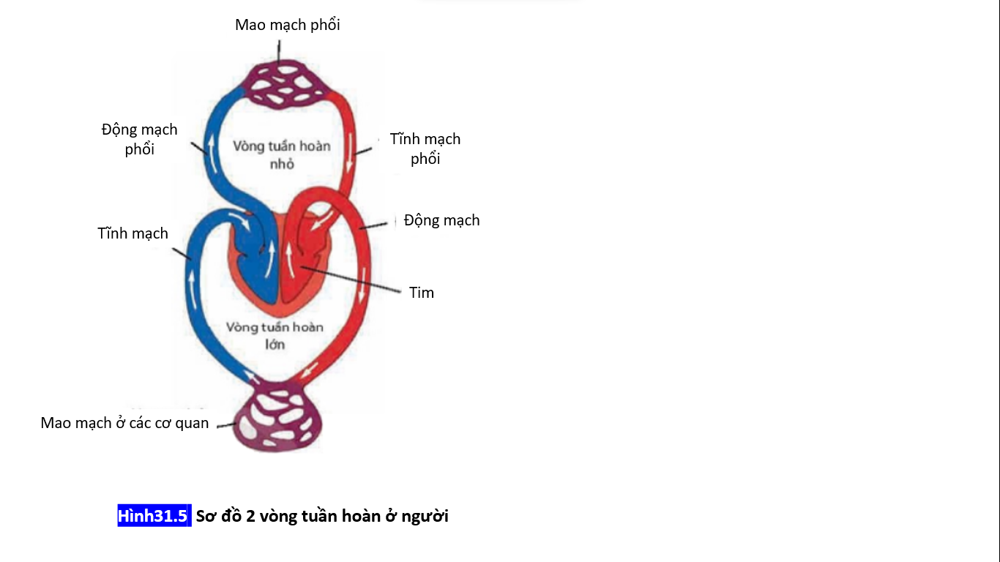 Mao mạch phổi
Động mạch
phổi
Vòng tuần hoàn
nhỏ
Tĩnh mạch
phổi
Động mạch
Tĩnh mạch
Tim
Vòng tuần hoàn
lớn
Mao mạch ở các cơ quan
Hình31.5 Sơ đồ 2 vòng tuần hoàn ở người